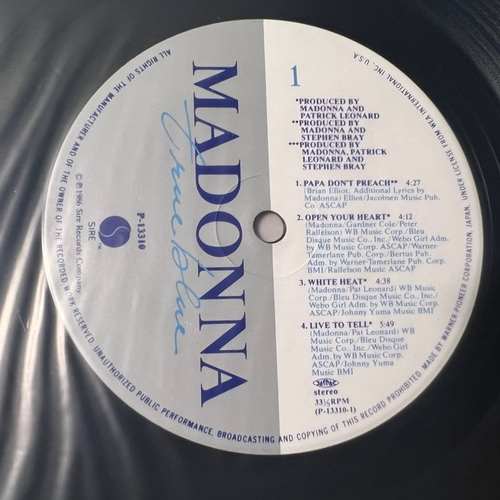 MADONNA
True Blue
P-13310
SIRE™
© ℗ 1986 Sire Records Company
1
*PRODUCED BY
MADONNA and
PATRICK LEONARD
**PRODUCED BY
MADONNA and
STEPHEN BRAY
***PRODUCED BY
MADONNA, PATRICK
LEONARD and
STEPHEN BRAY
1. PAPA DON'T PREACH** 4:27
Brian Elliot: Additional Lyrics by
Madonna/Elliot/Jacobsen Music Pub.
Co. ASCAP
2. OPEN YOUR HEART* 4:12
(Madonna/Gardner Cole/Peter
Rafelson) WB Music Corp./Bleu
Disque Music Co., Inc./Webo Girl Adm.
by WB Music Corp. ASCAP/Warner-
Tamerlane Pub. Corp./Bertus Pub.
Adm. by Warner-Tamerlane Pub. Corp.
BMI/Rafelson Music ASCAP
3. WHITE HEAT* 4:38
(Madonna/Pat Leonard) WB Music
Corp./Bleu Disque Music Corp., Inc./
Webo Girl Adm. by WB Music Corp.
ASCAP/Johnny Yuma Music BMI
4. LIVE TO TELL* 5:49
(Madonna/Pat Leonard) WB Music
Corp./Bleu Disque
Music Co., Inc./Webo Girl
Adm. by WB Music Corp.
ASCAP/Johnny Yuma
Music BMI
stereo
33⅓RPM
(P-13310-1)
ALL RIGHTS OF THE MANUFACTURER AND OF THE OWNER OF THE RECORDED WORK RESERVED. UNAUTHORIZED PUBLIC PERFORMANCE, BROADCASTING AND COPYING OF THIS RECORD PROHIBITED. MADE BY WARNER-PIONEER CORPORATION, JAPAN, UNDER LICENSE FROM WEA INTERNATIONAL INC. U.S.A.